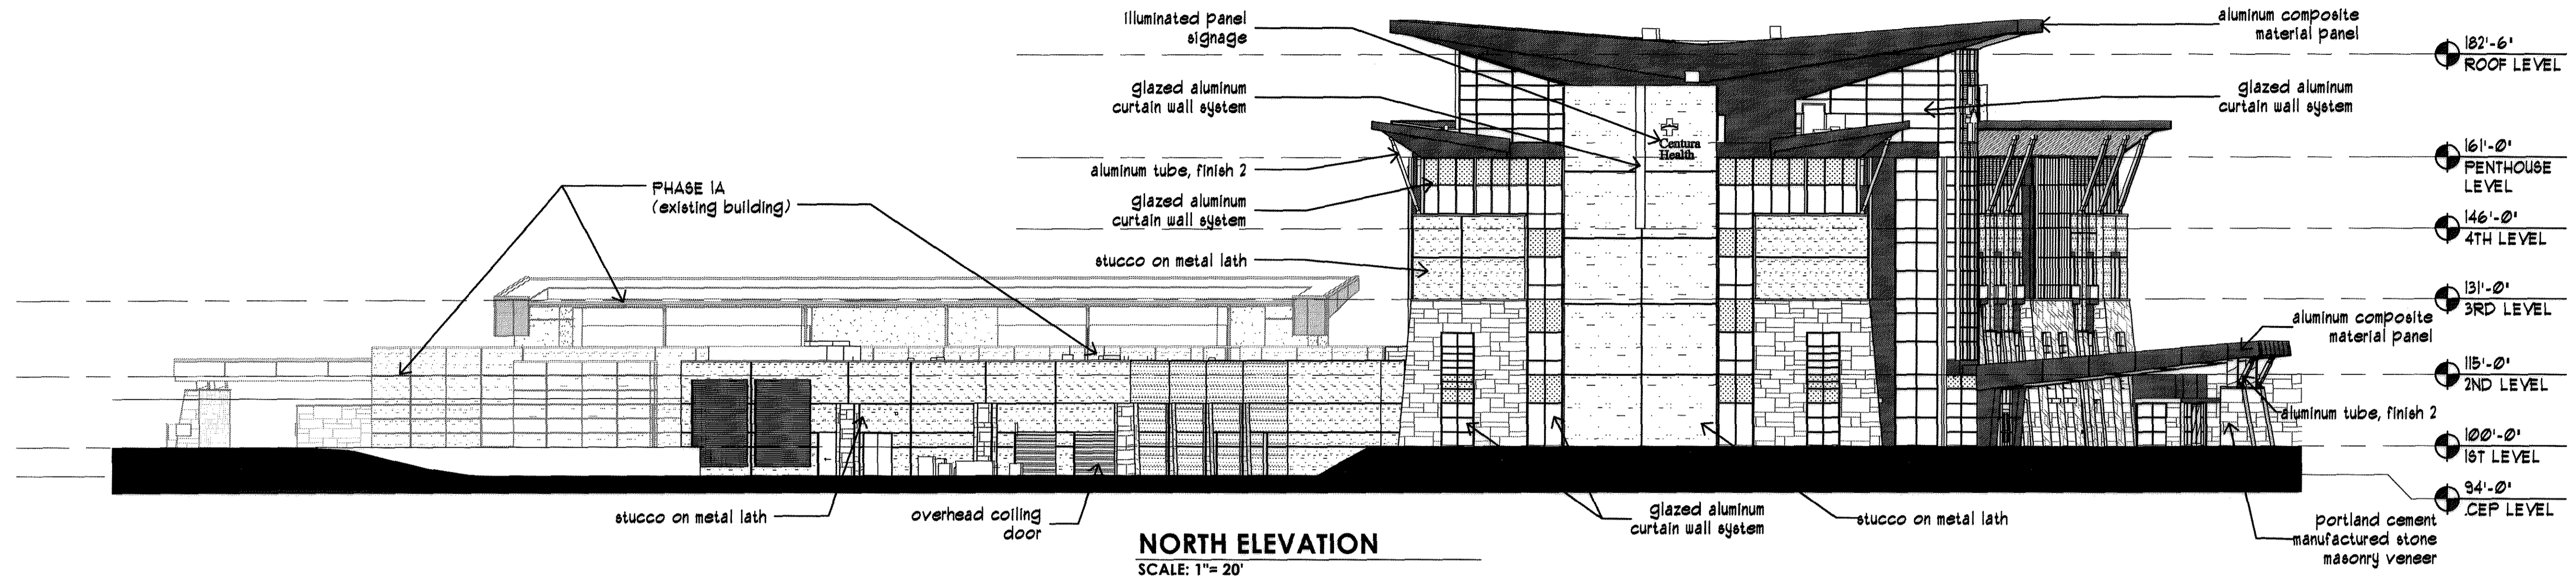 illuminated panel
signage
glazed aluminum
curtain wall system
aluminum tube, finish 2
glazed aluminum
curtain wall system
stucco on metal lath
PHASE 1A
(existing building)
Centura
Health
aluminum composite
material panel
glazed aluminum
curtain wall system
182'-6"
ROOF LEVEL
161'-0"
PENTHOUSE
LEVEL
146'-0"
4TH LEVEL
131'-0"
3RD LEVEL
aluminum composite
material panel
115'-0"
2ND LEVEL
aluminum tube, finish 2
100'-0"
1ST LEVEL
94'-0"
CEP LEVEL
stucco on metal lath
overhead coiling
door
glazed aluminum
curtain wall system
stucco on metal lath
portland cement
manufactured stone
masonry veneer
NORTH ELEVATION
SCALE: 1"= 20'